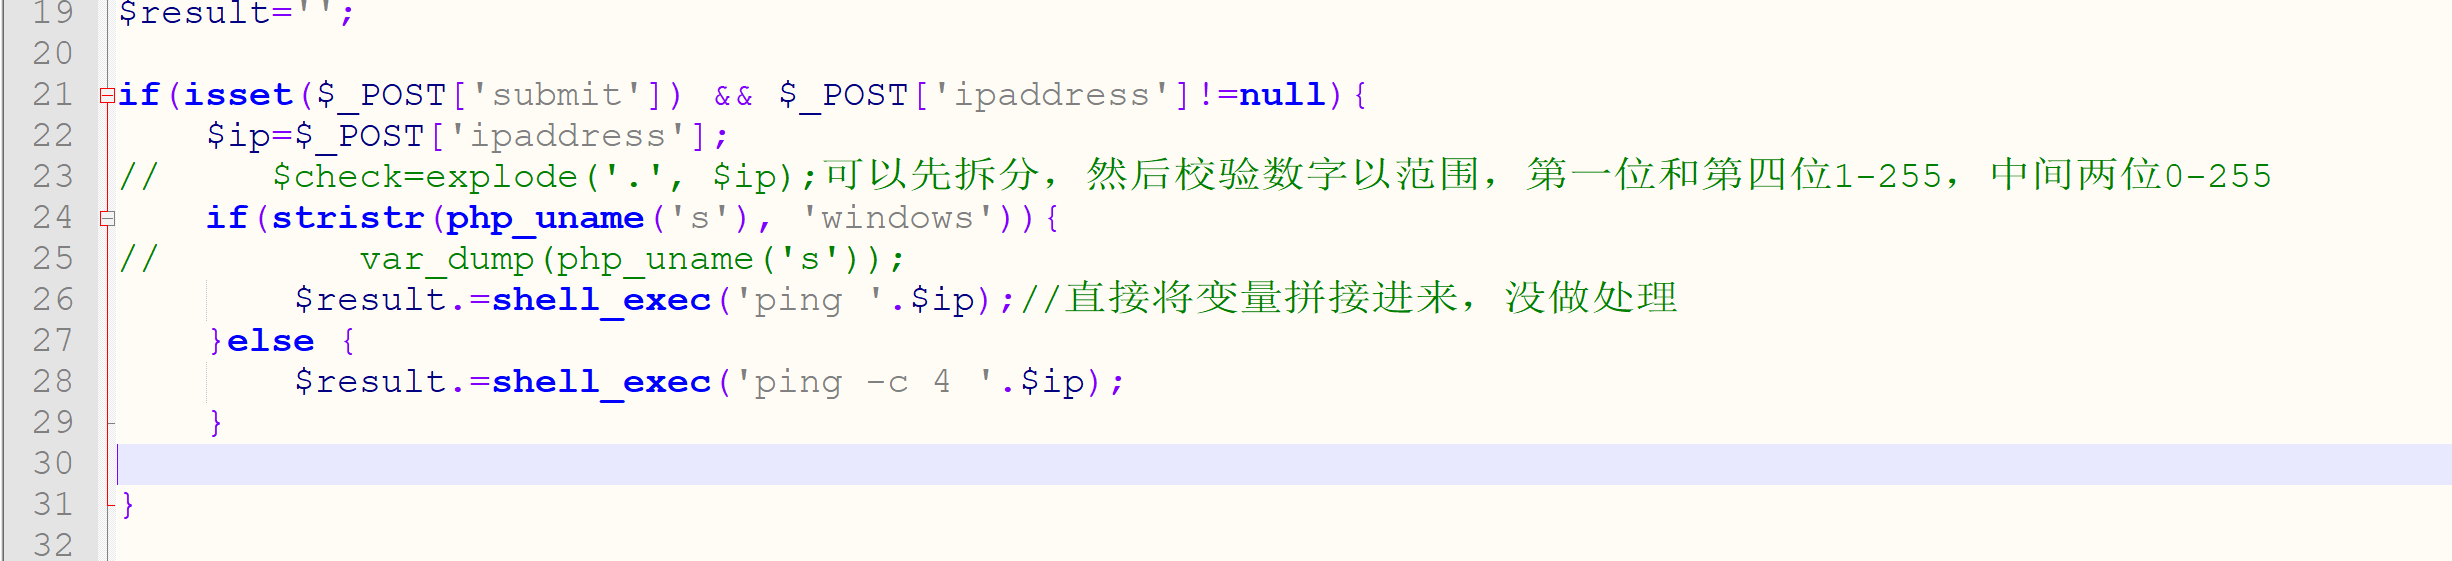 19 $result='';
20
21 if(isset($_POST['submit']) && $_POST['ipaddress']!=null){
22     $ip=$_POST['ipaddress'];
23 //     $check=explode('.', $ip);可以先拆分，然后校验数字以范围，第一位和第四位1-255，中间两位0-255
24     if(stristr(php_uname('s'), 'windows')){
25 //         var_dump(php_uname('s'));
26         $result.=shell_exec('ping '.$ip);//直接将变量拼接进来，没做处理
27     }else {
28         $result.=shell_exec('ping -c 4 '.$ip);
29     }
30
31 }
32